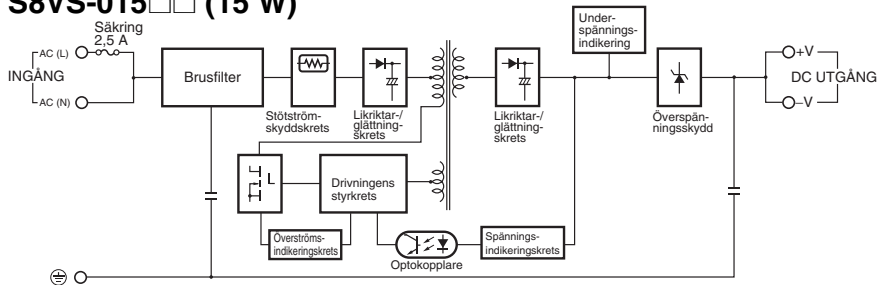 S8VS-015□□ (15 W)
Säkring
2,5 A
AC (L)
INGÅNG
AC (N)
Brusfilter
Stötström-
skyddskrets
Likriktar-/
glättning-
skrets
Likriktar-/
glättning-
skrets
Under-
spännings-
indikering
Överspän-
ningsskydd
+V
DC UTGÅNG
–V
Drivningens
styrkrets
Överströms-
indikeringskrets
Optokopplare
Spännings-
indikeringskrets